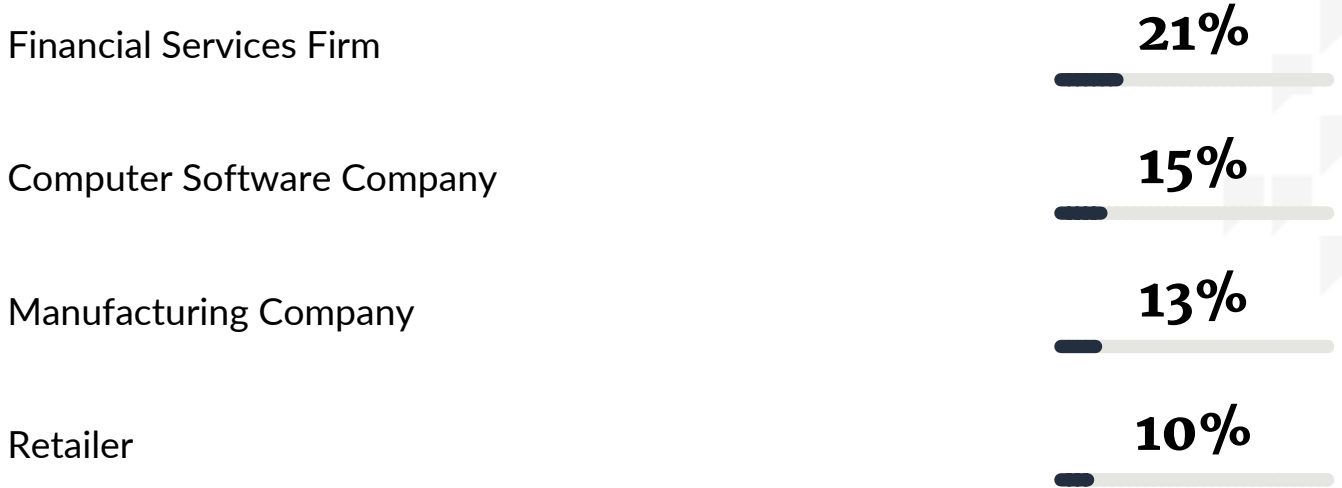 Financial Services Firm
21%
Computer Software Company
15%
Manufacturing Company
13%
Retailer
10%